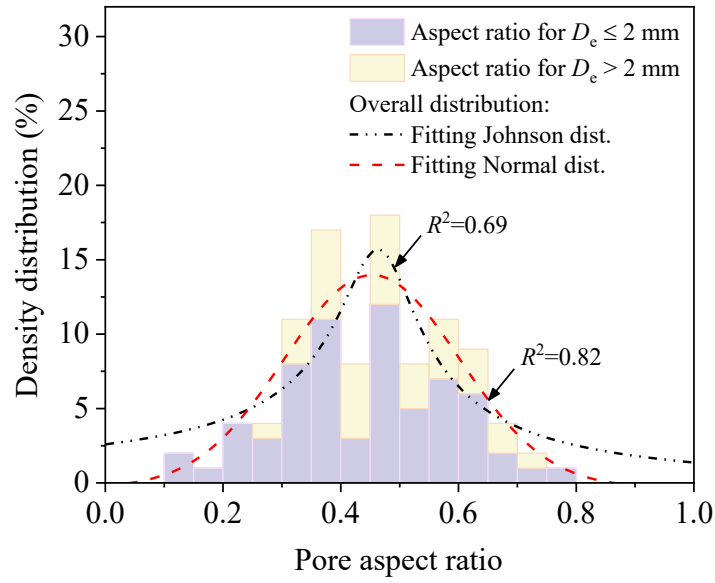 Aspect ratio for Dₑ ≤ 2 mm
Aspect ratio for Dₑ > 2 mm
Overall distribution:
Fitting Johnson dist.
Fitting Normal dist.
R²=0.69
R²=0.82
Density distribution (%)
30
25
20
15
10
5
0
0.0 0.2 0.4 0.6 0.8 1.0
Pore aspect ratio